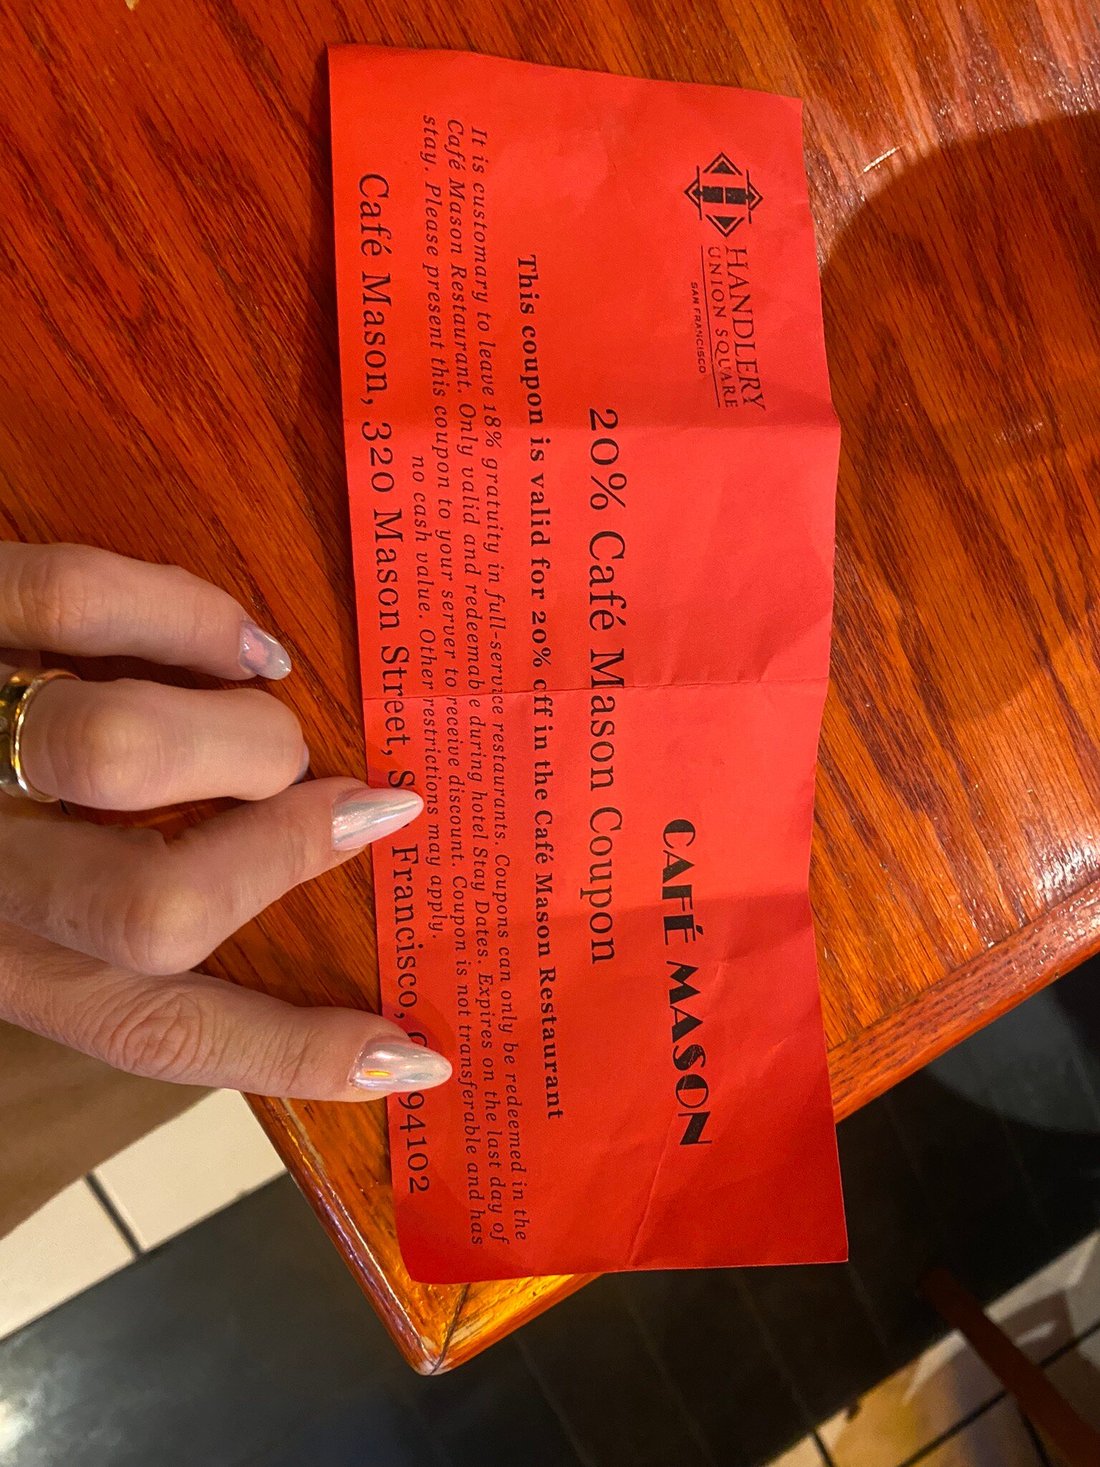 HANDLERY
UNION SQUARE
SAN FRANCISCO
CAFÉ MASON
20% Café Mason Coupon
This coupon is valid for 20% off in the Café Mason Restaurant
It is customary to leave 18% gratuity in full-service restaurants. Coupons can only be redeemed in the
Café Mason Restaurant. Only valid and redeemab e during hotel Stay Dates. Expires on the last day of
stay. Please present this coupon to your server to receive discount. Coupon is not transferable and has
no cash value. Other restrictions may apply.
Café Mason, 320 Mason Street, S Francisco, 94102